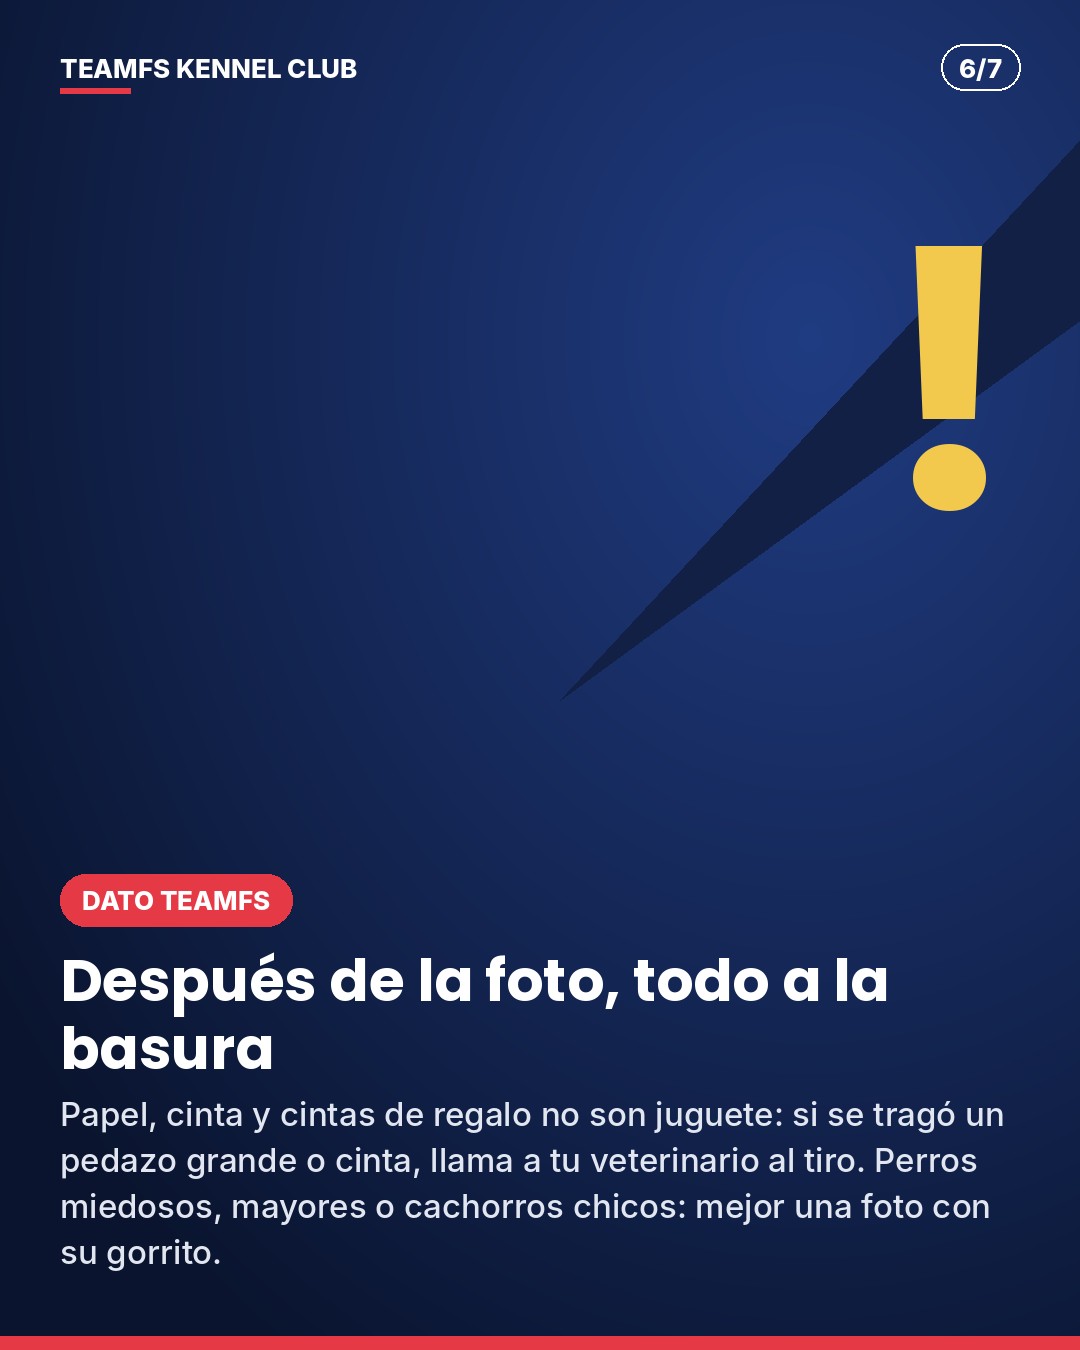 TEAMFS KENNEL CLUB
6/7
!
DATO TEAMFS
Después de la foto, todo a la
basura
Papel, cinta y cintas de regalo no son juguete: si se tragó un
pedazo grande o cinta, llama a tu veterinario al tiro. Perros
miedosos, mayores o cachorros chicos: mejor una foto con
su gorrito.